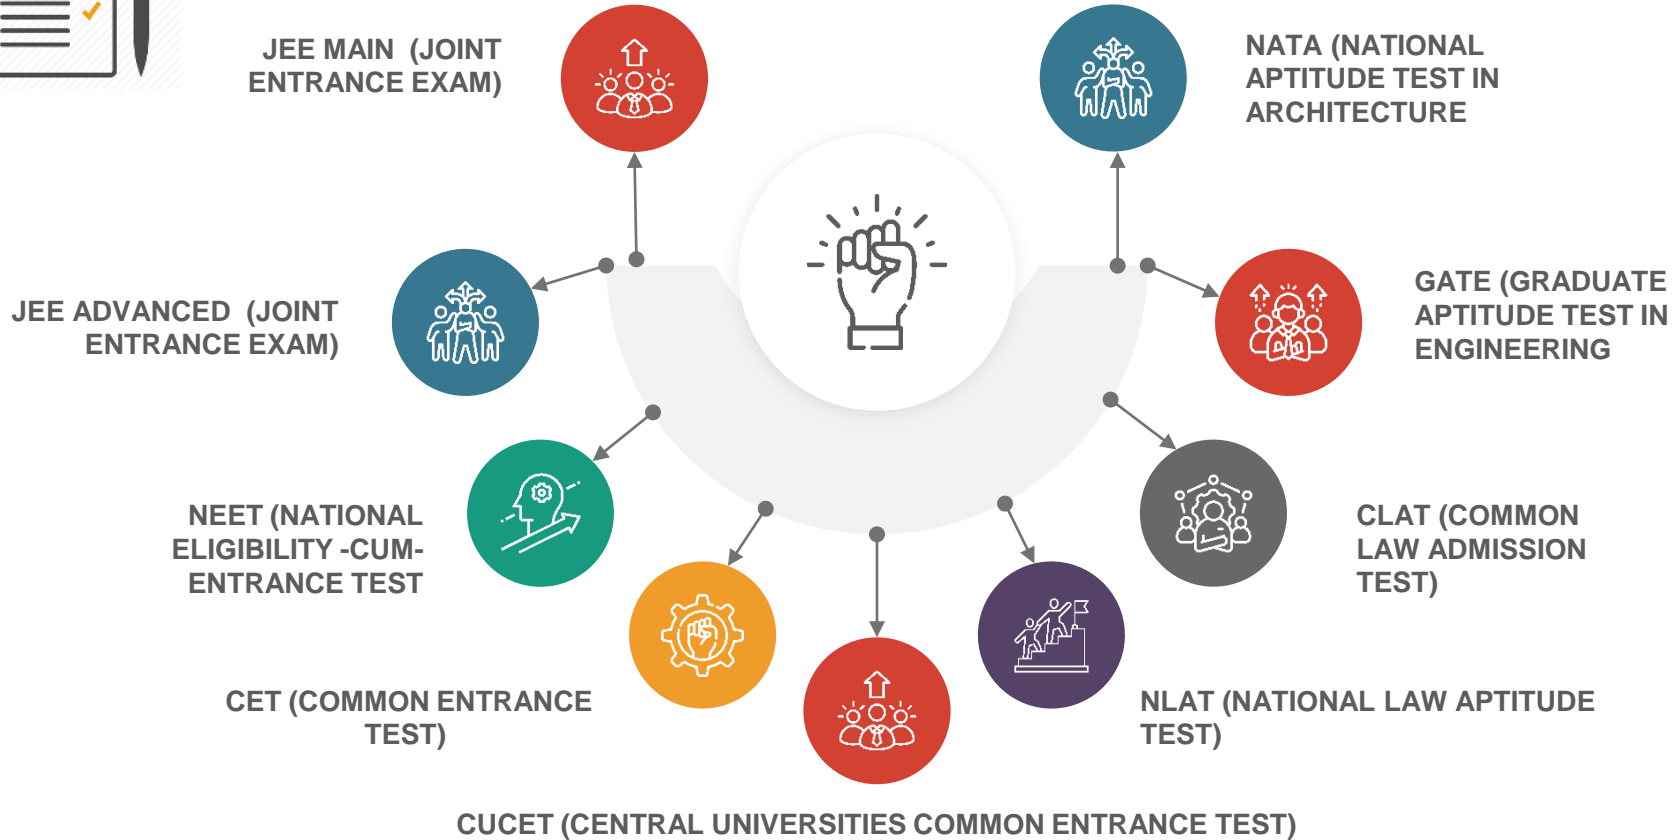 JEE MAIN (JOINT
ENTRANCE EXAM)
NATA (NATIONAL
APTITUDE TEST IN
ARCHITECTURE
JEE ADVANCED (JOINT
ENTRANCE EXAM)
GATE (GRADUATE
APTITUDE TEST IN
ENGINEERING
NEET (NATIONAL
ELIGIBILITY -CUM-
ENTRANCE TEST
CLAT (COMMON
LAW ADMISSION
TEST)
CET (COMMON ENTRANCE
TEST)
NLAT (NATIONAL LAW APTITUDE
TEST)
CUCET (CENTRAL UNIVERSITIES COMMON ENTRANCE TEST)